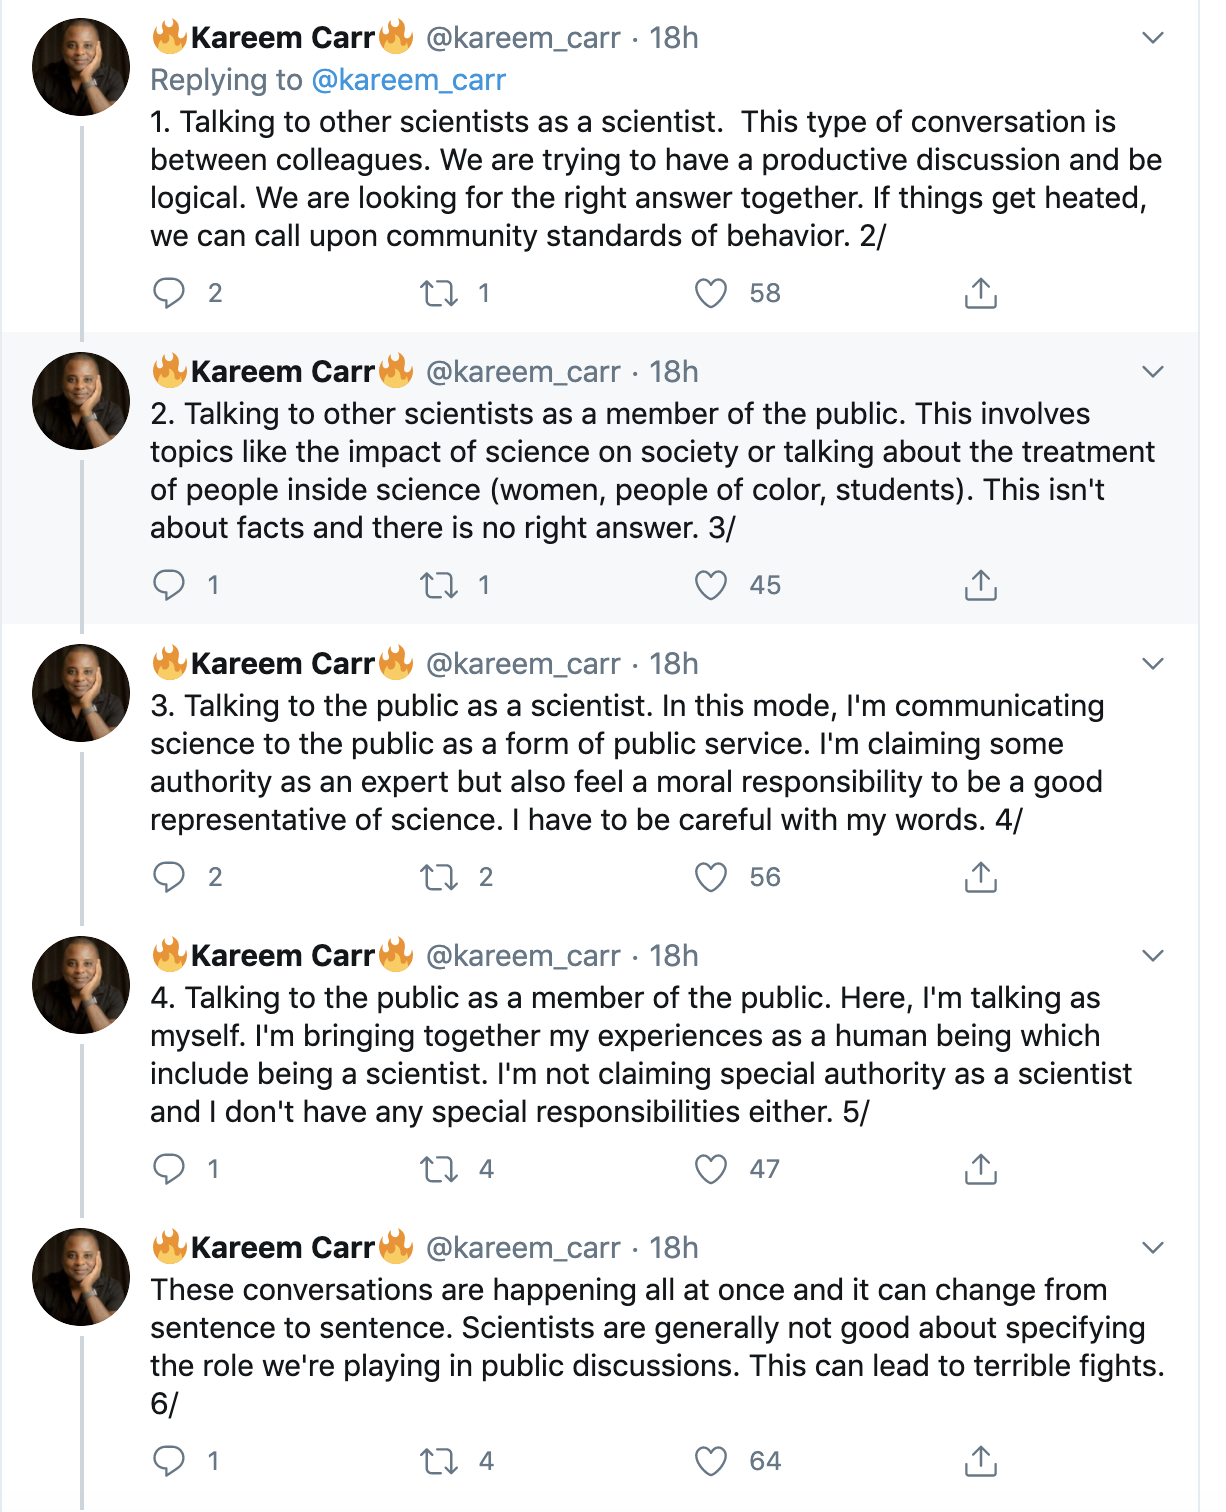 🔥Kareem Carr🔥 @kareem_carr · 18h
Replying to @kareem_carr
1. Talking to other scientists as a scientist.  This type of conversation is
between colleagues. We are trying to have a productive discussion and be
logical. We are looking for the right answer together. If things get heated,
we can call upon community standards of behavior. 2/
2 1 58
🔥Kareem Carr🔥 @kareem_carr · 18h
2. Talking to other scientists as a member of the public. This involves
topics like the impact of science on society or talking about the treatment
of people inside science (women, people of color, students). This isn't
about facts and there is no right answer. 3/
1 1 45
🔥Kareem Carr🔥 @kareem_carr · 18h
3. Talking to the public as a scientist. In this mode, I'm communicating
science to the public as a form of public service. I'm claiming some
authority as an expert but also feel a moral responsibility to be a good
representative of science. I have to be careful with my words. 4/
2 2 56
🔥Kareem Carr🔥 @kareem_carr · 18h
4. Talking to the public as a member of the public. Here, I'm talking as
myself. I'm bringing together my experiences as a human being which
include being a scientist. I'm not claiming special authority as a scientist
and I don't have any special responsibilities either. 5/
1 4 47
🔥Kareem Carr🔥 @kareem_carr · 18h
These conversations are happening all at once and it can change from
sentence to sentence. Scientists are generally not good about specifying
the role we're playing in public discussions. This can lead to terrible fights.
6/
1 4 64